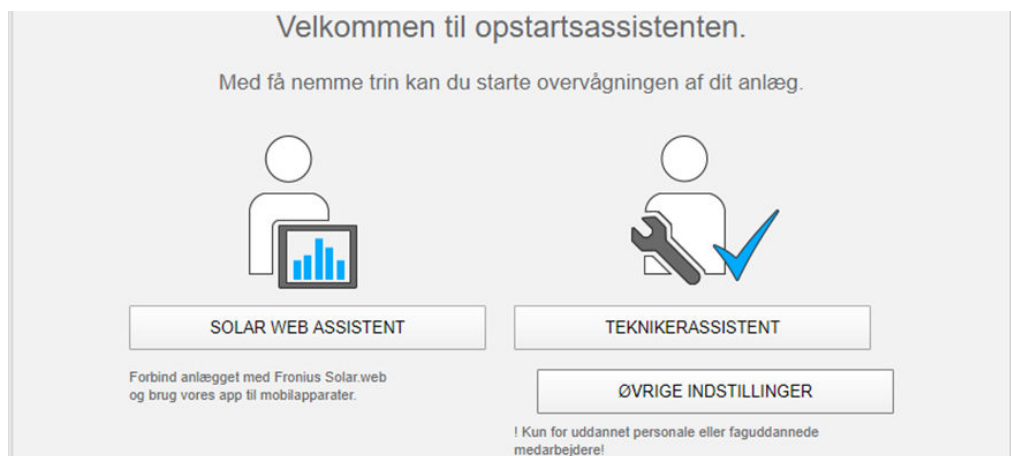 Velkommen til opstartsassistenten.
Med få nemme trin kan du starte overvågningen af dit anlæg.
SOLAR WEB ASSISTENT
Forbind anlægget med Fronius Solar.web
og brug vores app til mobilapparater.
TEKNIKERASSISTENT
ØVRIGE INDSTILLINGER
! Kun for uddannet personale eller faguddannede
medarbejdere!